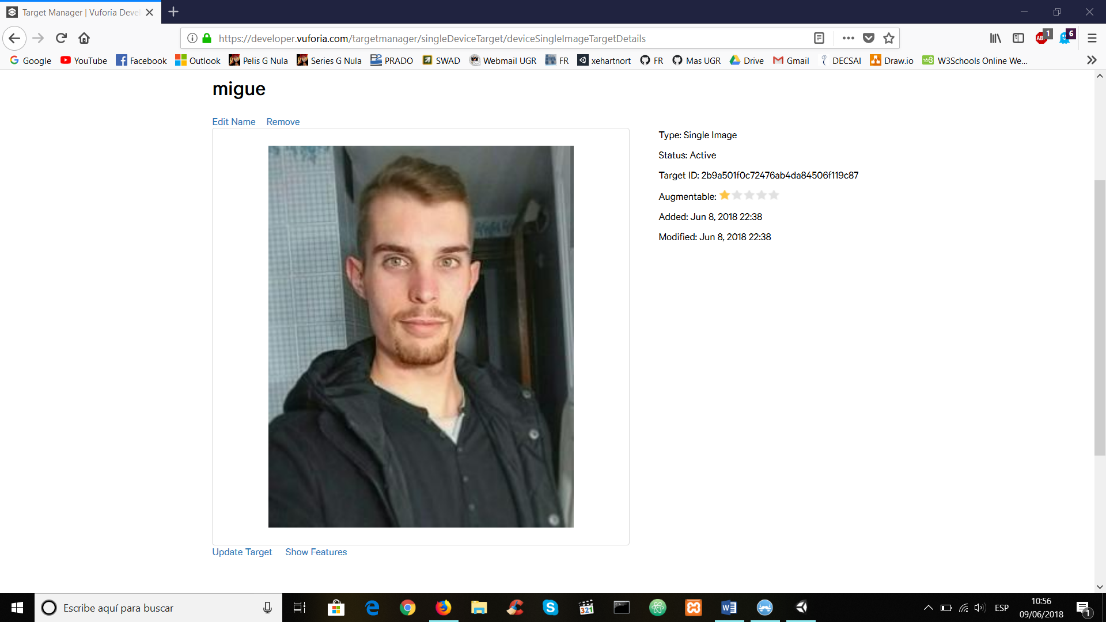 Target Manager | Vuforia Devel
https://developer.vuforia.com/targetmanager/singleDeviceTarget/deviceSingleImageTargetDetails
1
6
Google YouTube Facebook Outlook Pelis G Nula Series G Nula PRADO SWAD Webmail UGR FR xehartnort FR Mas UGR Drive Gmail DECSAI Draw.io W3Schools Online We...
migue
Edit Name Remove
Type: Single Image
Status: Active
Target ID: 2b9a501f0c72476ab4da84506f119c87
Augmentable:
Added: Jun 8, 2018 22:38
Modified: Jun 8, 2018 22:38
Update Target Show Features
Escribe aquí para buscar
ESP
10:56
09/06/2018
1